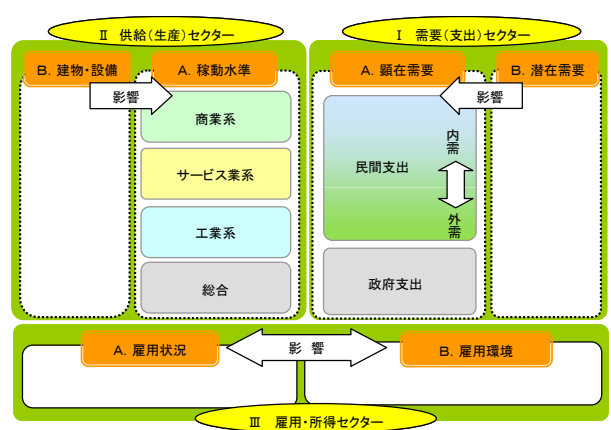 Ⅱ 供給(生産)セクター
Ⅰ 需要(支出)セクター
B. 建物・設備
A. 稼動水準
A. 顕在需要
B. 潜在需要
影響
影響
商業系
サービス業系
工業系
総合
民間支出
内需
外需
政府支出
A. 雇用状況
影 響
B. 雇用環境
Ⅲ 雇用・所得セクター